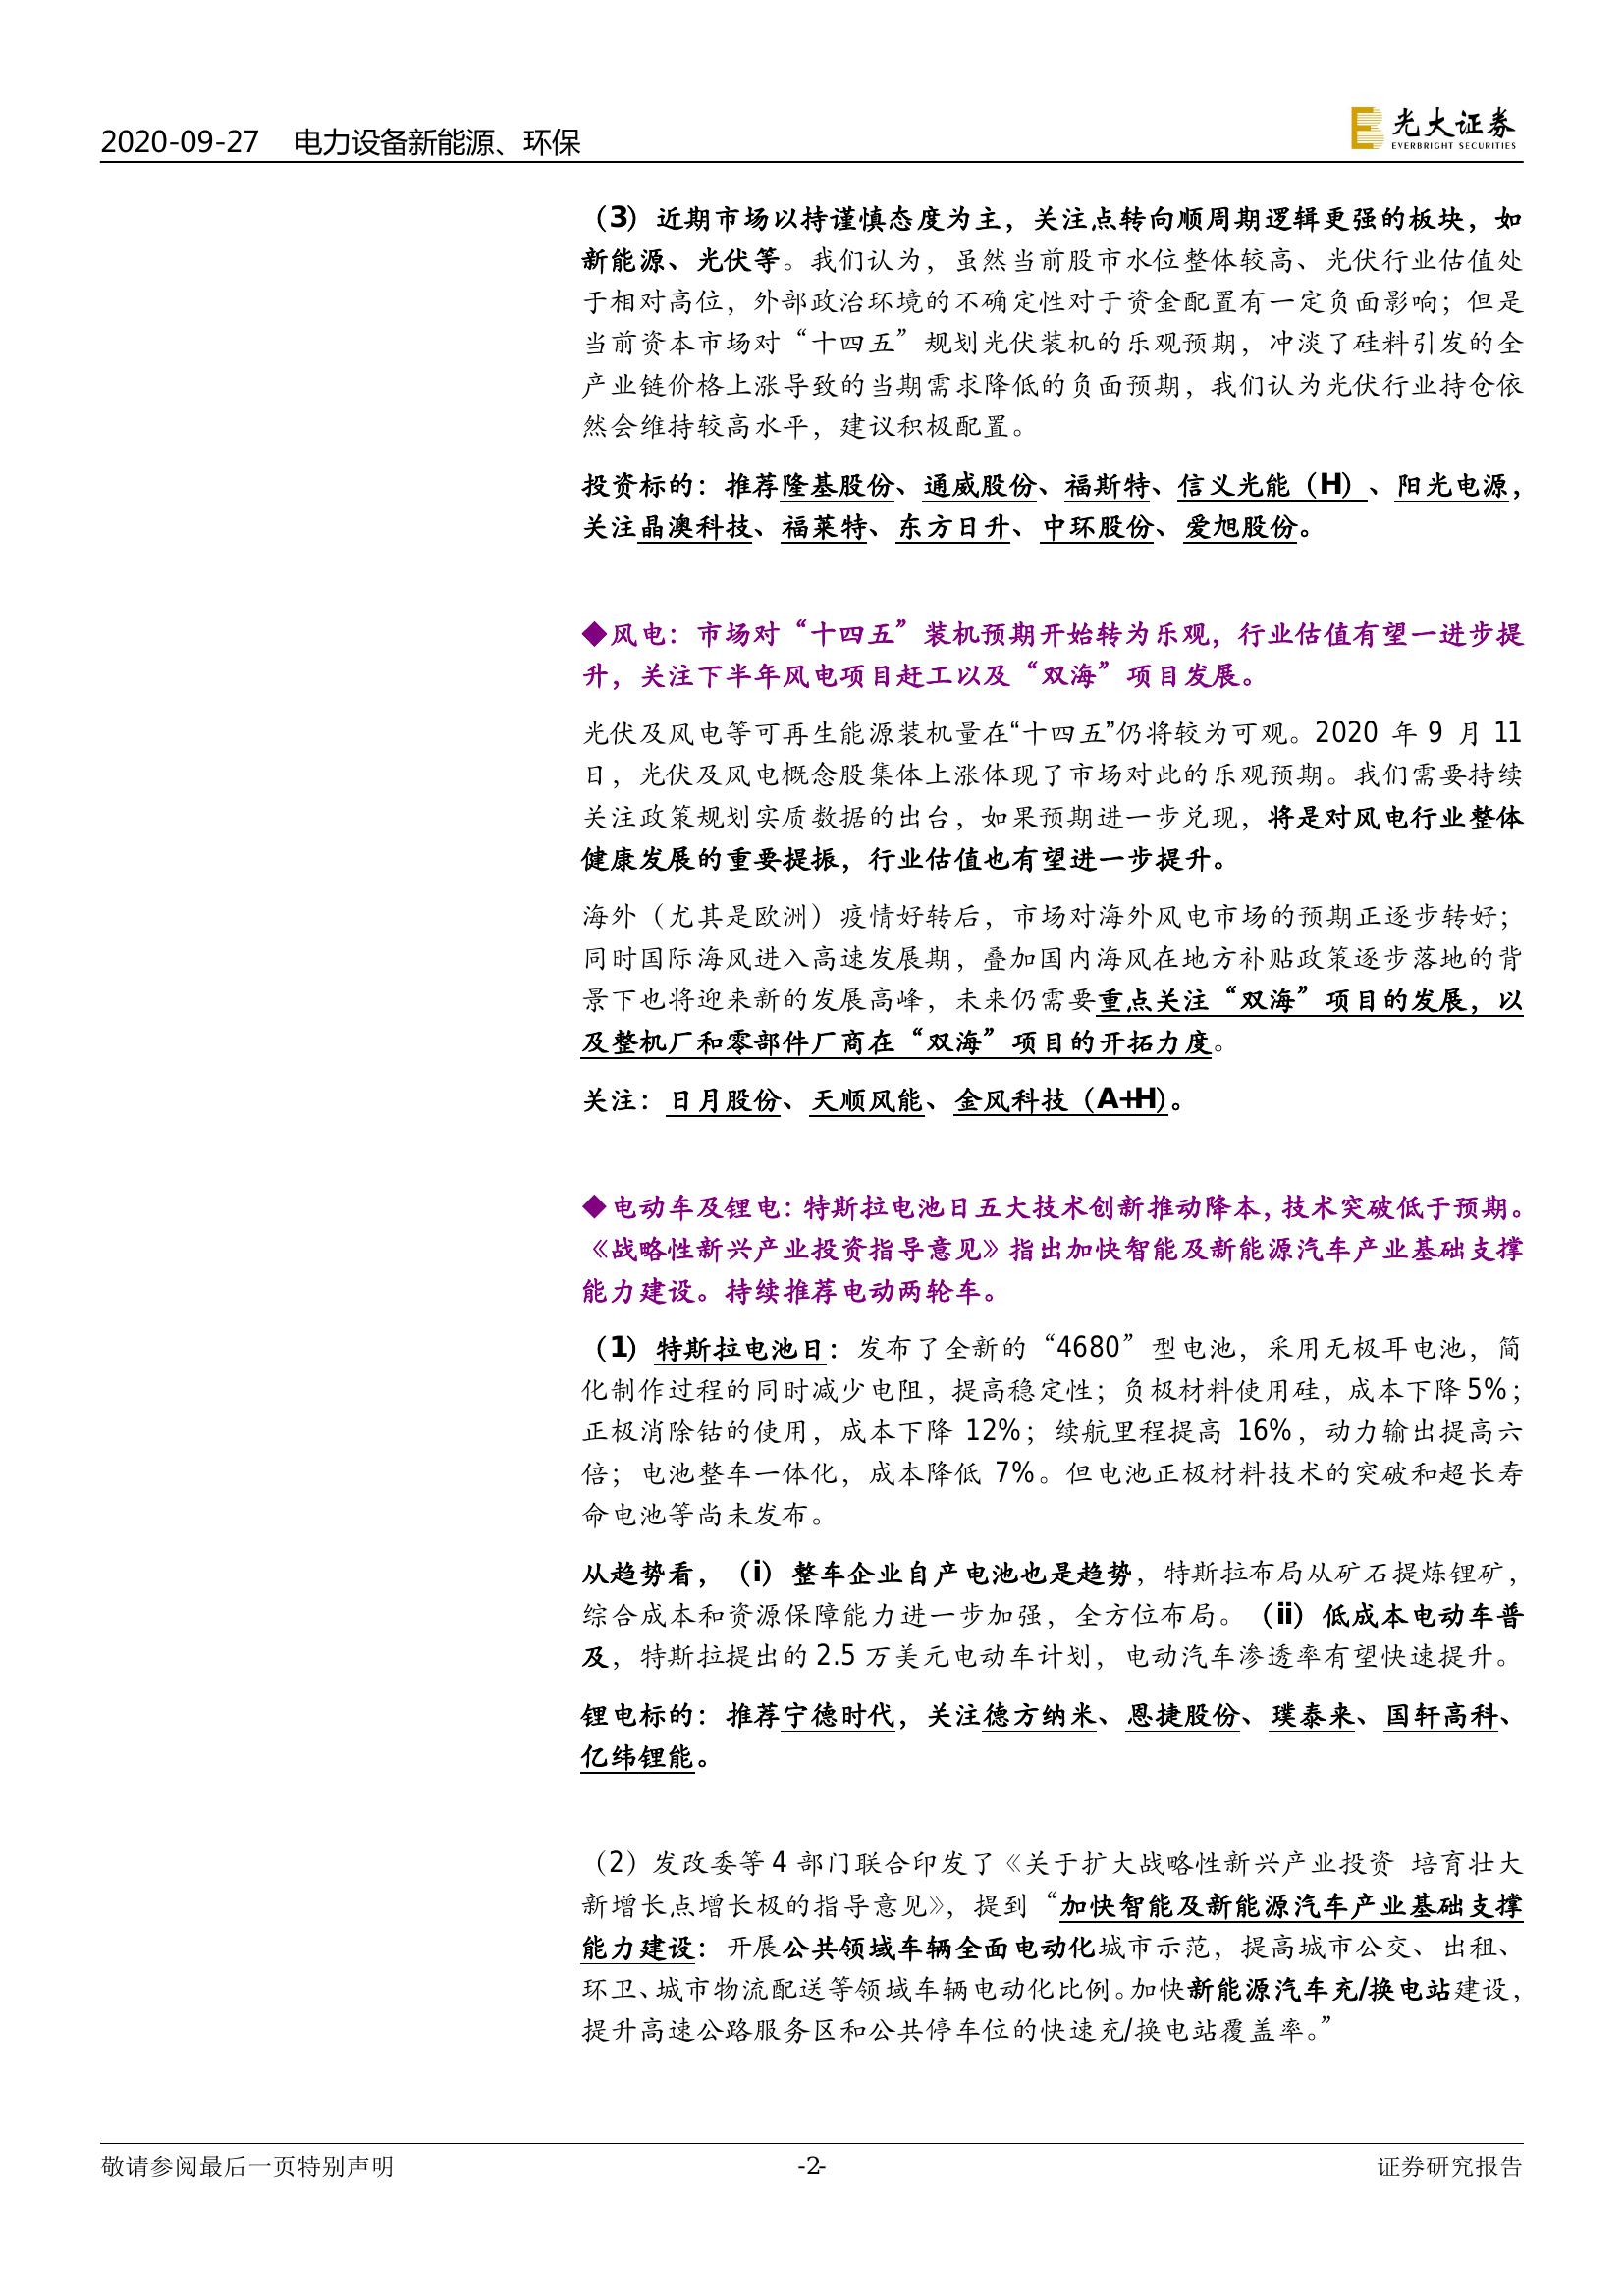 2020-09-27 电力设备新能源、环保
光大证券
EVERBRIGHT SECURITIES
（3）近期市场以持谨慎态度为主，关注点转向顺周期逻辑更强的板块，如
新能源、光伏等。我们认为，虽然当前股市水位整体较高、光伏行业估值处
于相对高位，外部政治环境的不确定性对于资金配置有一定负面影响；但是
当前资本市场对“十四五”规划光伏装机的乐观预期，冲淡了硅料引发的全
产业链价格上涨导致的当期需求降低的负面预期，我们认为光伏行业持仓依
然会维持较高水平，建议积极配置。
投资标的：推荐隆基股份、通威股份、福斯特、信义光能（H）、阳光电源，
关注晶澳科技、福莱特、东方日升、中环股份、爱旭股份。
◆风电：市场对“十四五”装机预期开始转为乐观，行业估值有望一进步提
升，关注下半年风电项目赶工以及“双海”项目发展。
光伏及风电等可再生能源装机量在“十四五”仍将较为可观。2020 年 9 月 11
日，光伏及风电概念股集体上涨体现了市场对此的乐观预期。我们需要持续
关注政策规划实质数据的出台，如果预期进一步兑现，将是对风电行业整体
健康发展的重要提振，行业估值也有望进一步提升。
海外（尤其是欧洲）疫情好转后，市场对海外风电市场的预期正逐步转好；
同时国际海风进入高速发展期，叠加国内海风在地方补贴政策逐步落地的背
景下也将迎来新的发展高峰，未来仍需要重点关注“双海”项目的发展，以
及整机厂和零部件厂商在“双海”项目的开拓力度。
关注：日月股份、天顺风能、金风科技（A+H）。
◆电动车及锂电：特斯拉电池日五大技术创新推动降本，技术突破低于预期。
《战略性新兴产业投资指导意见》指出加快智能及新能源汽车产业基础支撑
能力建设。持续推荐电动两轮车。
（1）特斯拉电池日：发布了全新的“4680”型电池，采用无极耳电池，简
化制作过程的同时减少电阻，提高稳定性；负极材料使用硅，成本下降 5%；
正极消除钴的使用，成本下降 12%；续航里程提高 16%，动力输出提高六
倍；电池整车一体化，成本降低 7%。但电池正极材料技术的突破和超长寿
命电池等尚未发布。
从趋势看，（i）整车企业自产电池也是趋势，特斯拉布局从矿石提炼锂矿，
综合成本和资源保障能力进一步加强，全方位布局。（ii）低成本电动车普
及，特斯拉提出的 2.5 万美元电动车计划，电动汽车渗透率有望快速提升。
锂电标的：推荐宁德时代，关注德方纳米、恩捷股份、璞泰来、国轩高科、
亿纬锂能。
（2）发改委等 4 部门联合印发了《关于扩大战略性新兴产业投资 培育壮大
新增长点增长极的指导意见》，提到“加快智能及新能源汽车产业基础支撑
能力建设：开展公共领域车辆全面电动化城市示范，提高城市公交、出租、
环卫、城市物流配送等领域车辆电动化比例。加快新能源汽车充/换电站建设，
提升高速公路服务区和公共停车位的快速充/换电站覆盖率。”
敬请参阅最后一页特别声明 -2- 证券研究报告